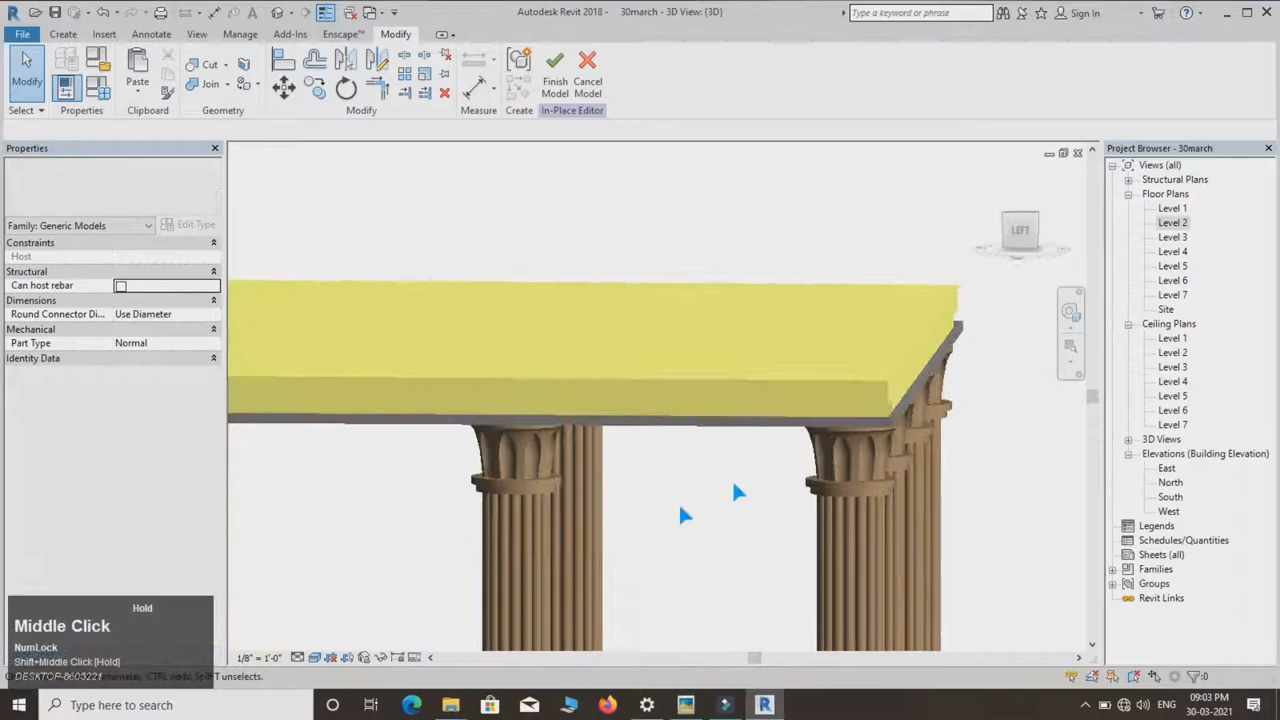 Autodesk Revit 2018 -    30march - 3D View: {3D}
Type a keyword or phrase
Sign In
File
Create
Insert
Annotate
View
Manage
Add-Ins
Enscape™
Modify
Modify
Paste
Cut
Join
Finish
Model
Cancel
Model
Select
Properties
Clipboard
Geometry
Modify
Measure
Create
In-Place Editor
Properties
Family: Generic Models
Edit Type
Constraints
Host
Structural
Can host rebar
Dimensions
Round Connector Di...
Use Diameter
Mechanical
Part Type
Normal
Identity Data
LEFT
Project Browser - 30march
Views (all)
Structural Plans
Floor Plans
Level 1
Level 2
Level 3
Level 4
Level 5
Level 6
Level 7
Site
Ceiling Plans
Level 1
Level 2
Level 3
Level 4
Level 5
Level 6
Level 7
3D Views
Elevations (Building Elevation)
East
North
South
West
Legends
Schedules/Quantities
Sheets (all)
Families
Groups
Revit Links
Hold
Middle Click
NumLock
Shift+Middle Click [Hold]
DESKTOP-8605221
unselects.
1/8" = 1'-0"
:0
Type here to search
09:03 PM
30-03-2021